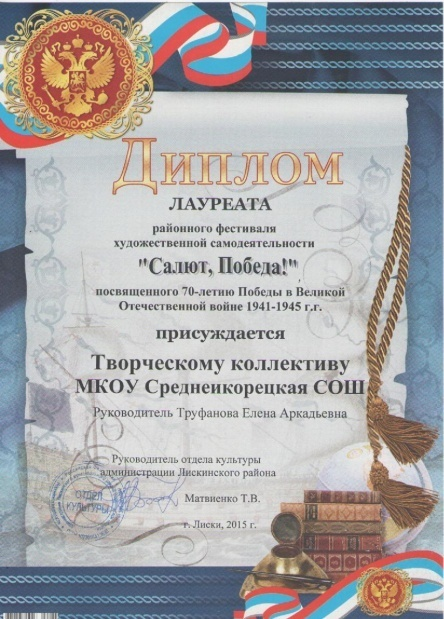 Диплом
ЛАУРЕАТА
районного фестиваля
художественной самодеятельности
"Салют, Победа!"
посвященного 70-летию Победы в Великой
Отечественной войне 1941-1945 г.г.
присуждается
Творческому коллективу
МКОУ Среднеикорецкая СОШ
Руководитель Труфанова Елена Аркадьевна
Руководитель отдела культуры
администрации Лискинского района
ОТДЕЛ
КУЛЬТУРЫ
Матвиенко Т.В.
г. Лиски, 2015 г.